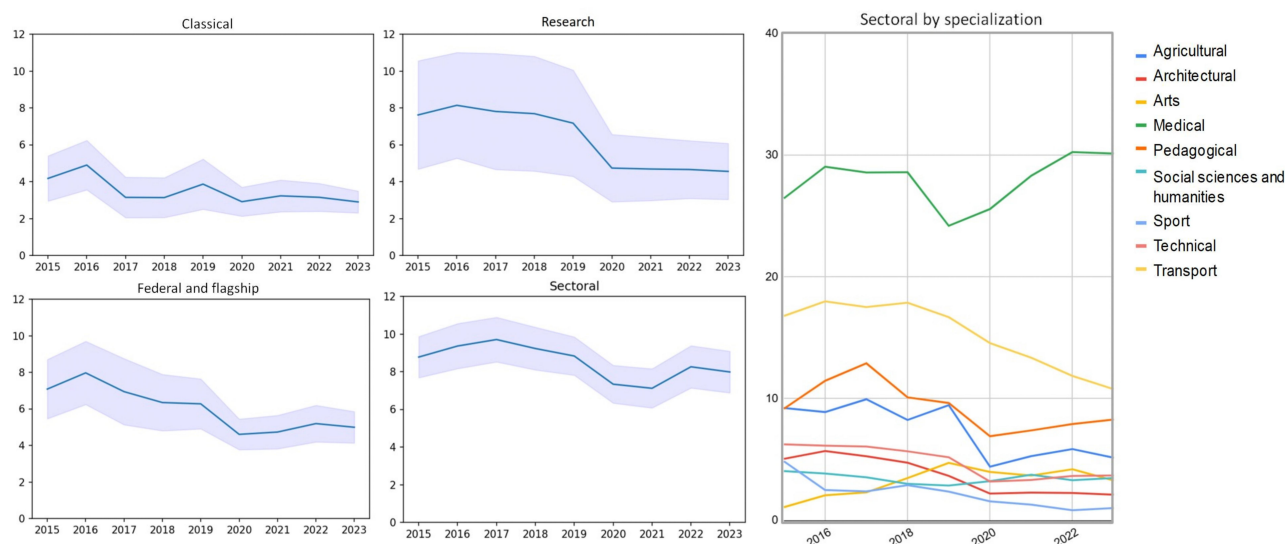 Classical
12
10
8
6
4
2
0
2015 2016 2017 2018 2019 2020 2021 2022 2023
Research
12
10
8
6
4
2
0
2015 2016 2017 2018 2019 2020 2021 2022 2023
Federal and flagship
12
10
8
6
4
2
0
2015 2016 2017 2018 2019 2020 2021 2022 2023
Sectoral
12
10
8
6
4
2
0
2015 2016 2017 2018 2019 2020 2021 2022 2023
Sectoral by specialization
40
30
20
10
0
2016 2018 2020 2022
Agricultural
Architectural
Arts
Medical
Pedagogical
Social sciences and
humanities
Sport
Technical
Transport